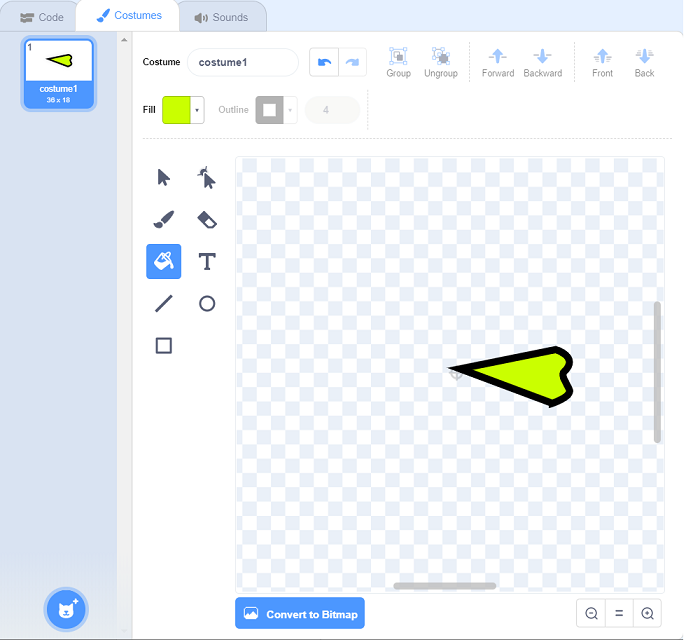 Code
Costumes
Sounds
1
costume1
36 x 18
Costume
costume1
Group
Ungroup
Forward
Backward
Front
Back
Fill
Outline
4
T
Convert to Bitmap